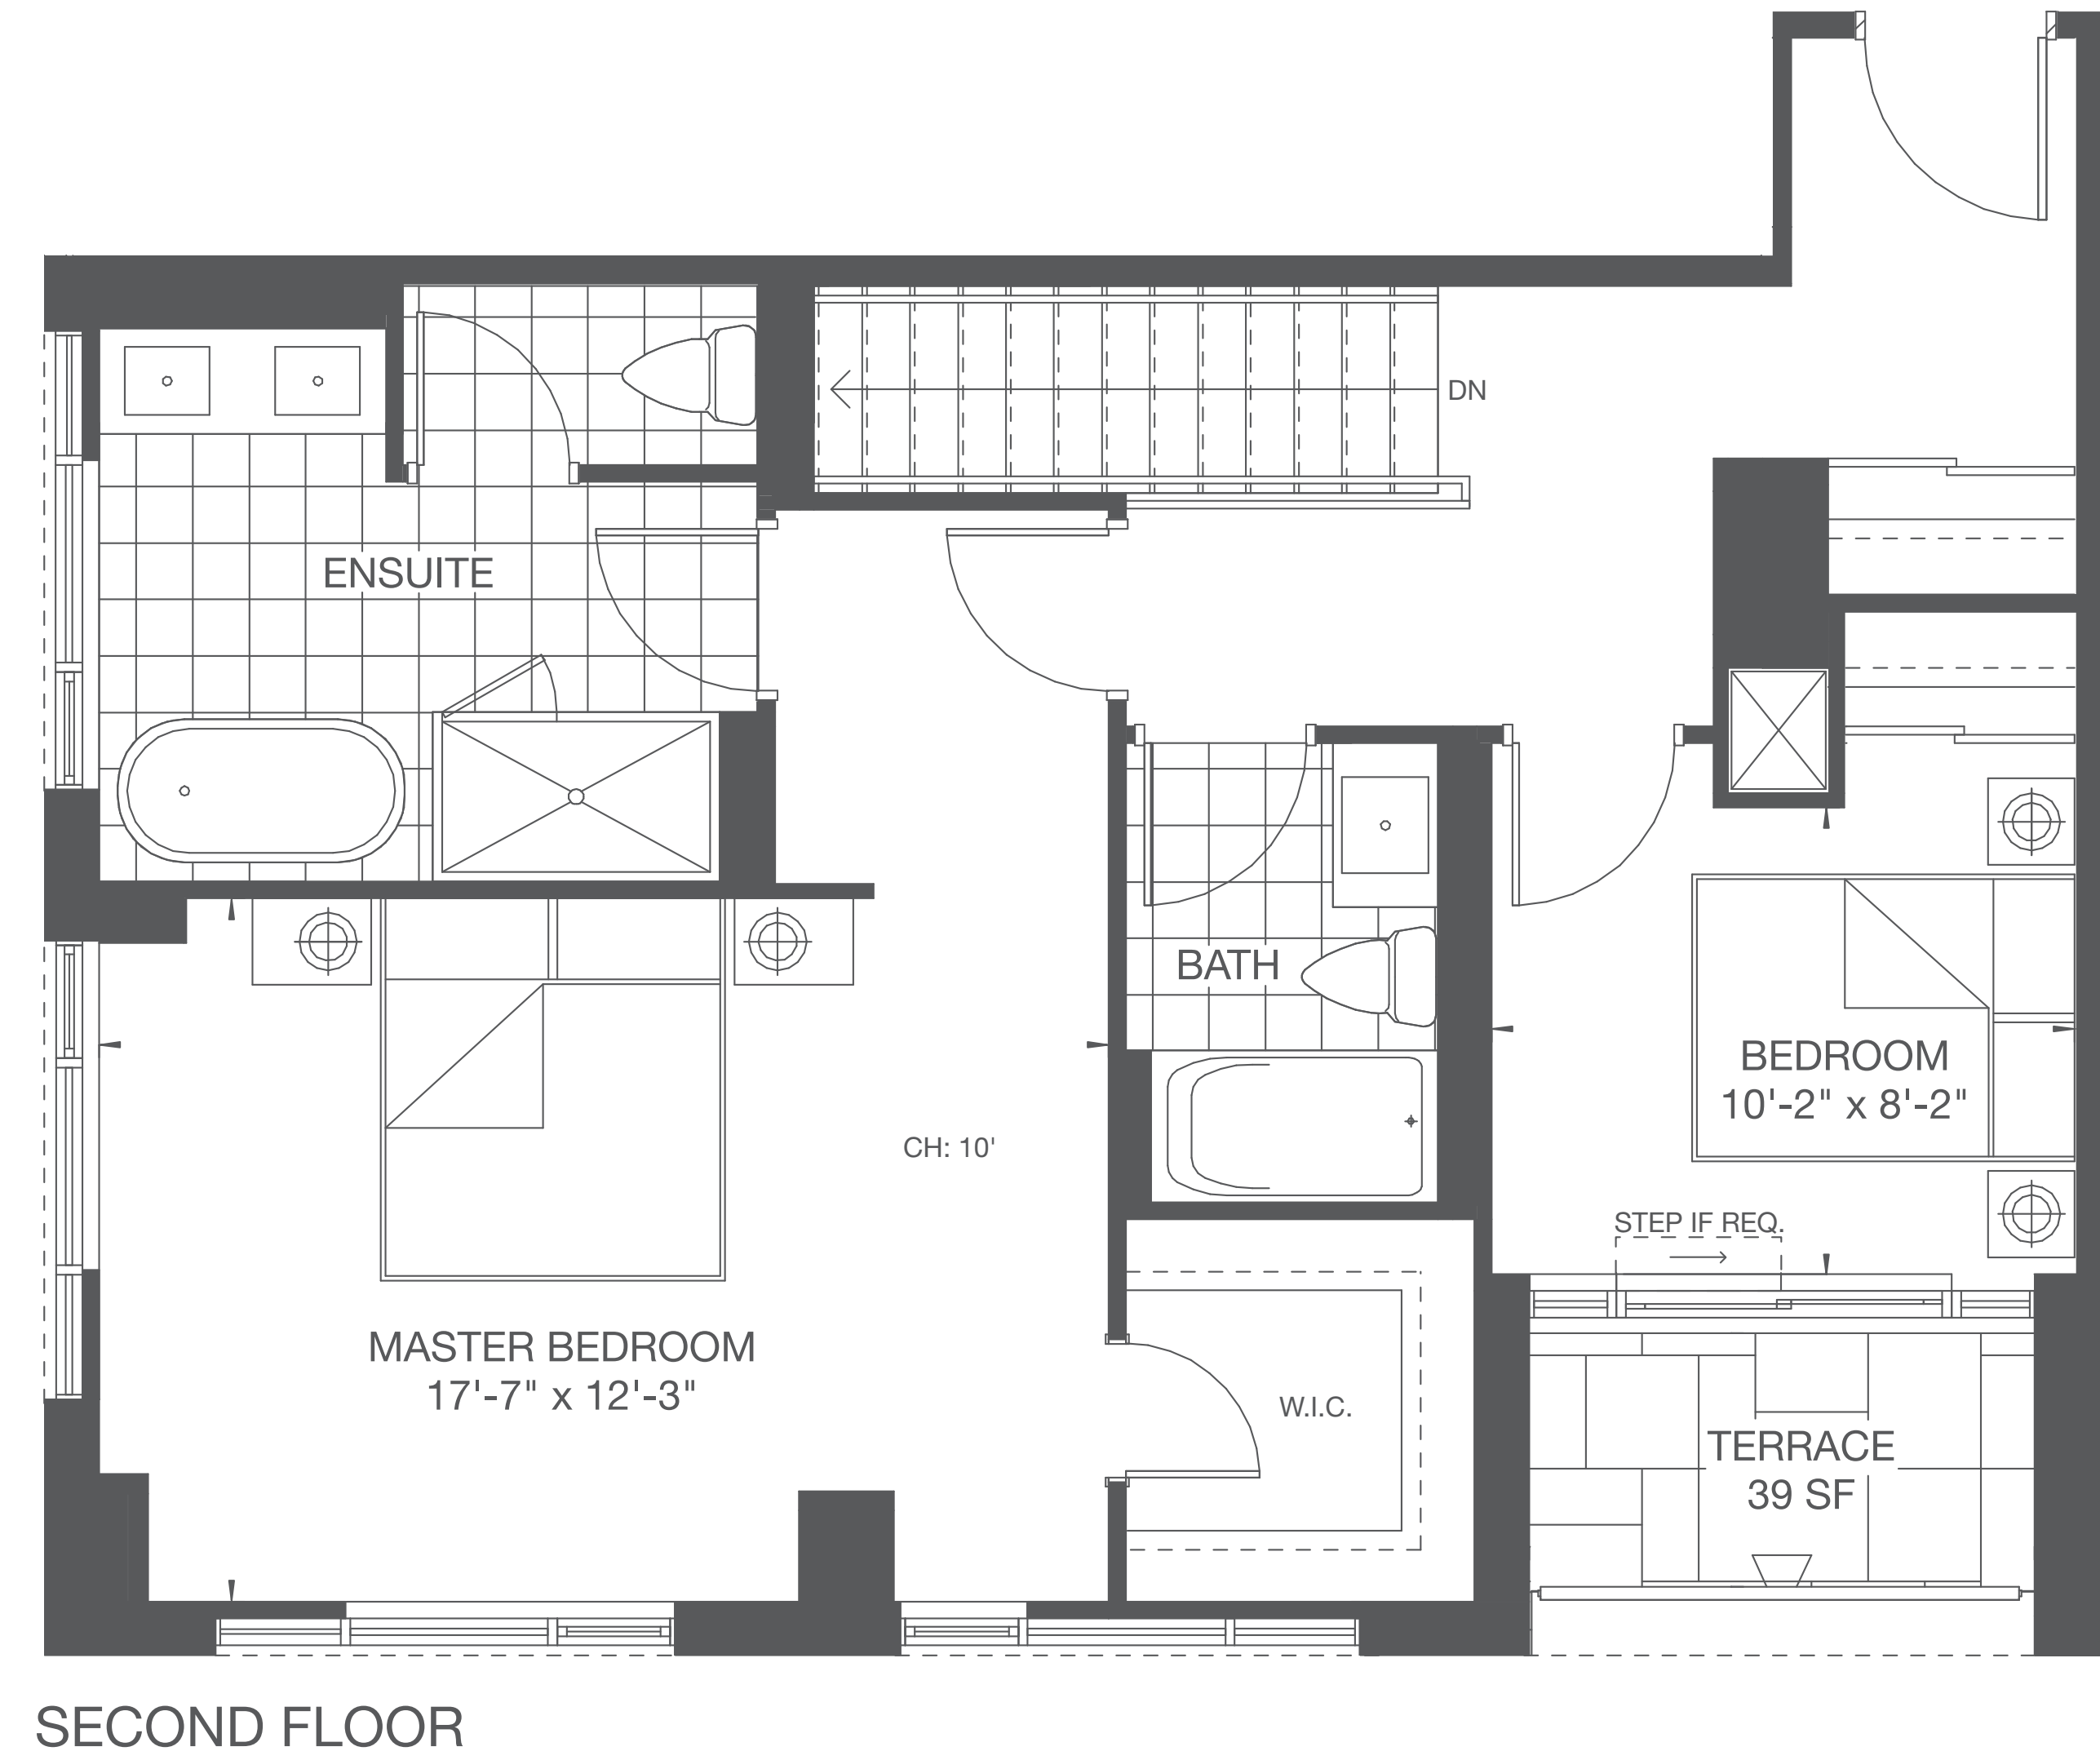 DN
ENSUITE
BATH
BEDROOM
10'-2" x 8'-2"
CH: 10'
STEP IF REQ.
MASTER BEDROOM
17'-7" x 12'-3"
W.I.C.
TERRACE
39 SF
SECOND FLOOR